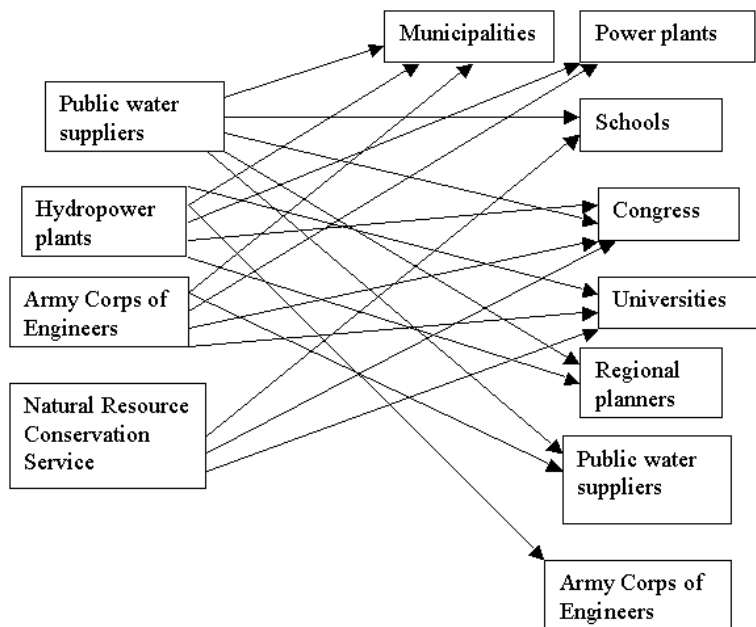 Municipalities
Power plants
Public water
suppliers
Schools
Hydropower
plants
Congress
Army Corps of
Engineers
Universities
Regional
planners
Natural Resource
Conservation
Service
Public water
suppliers
Army Corps of
Engineers